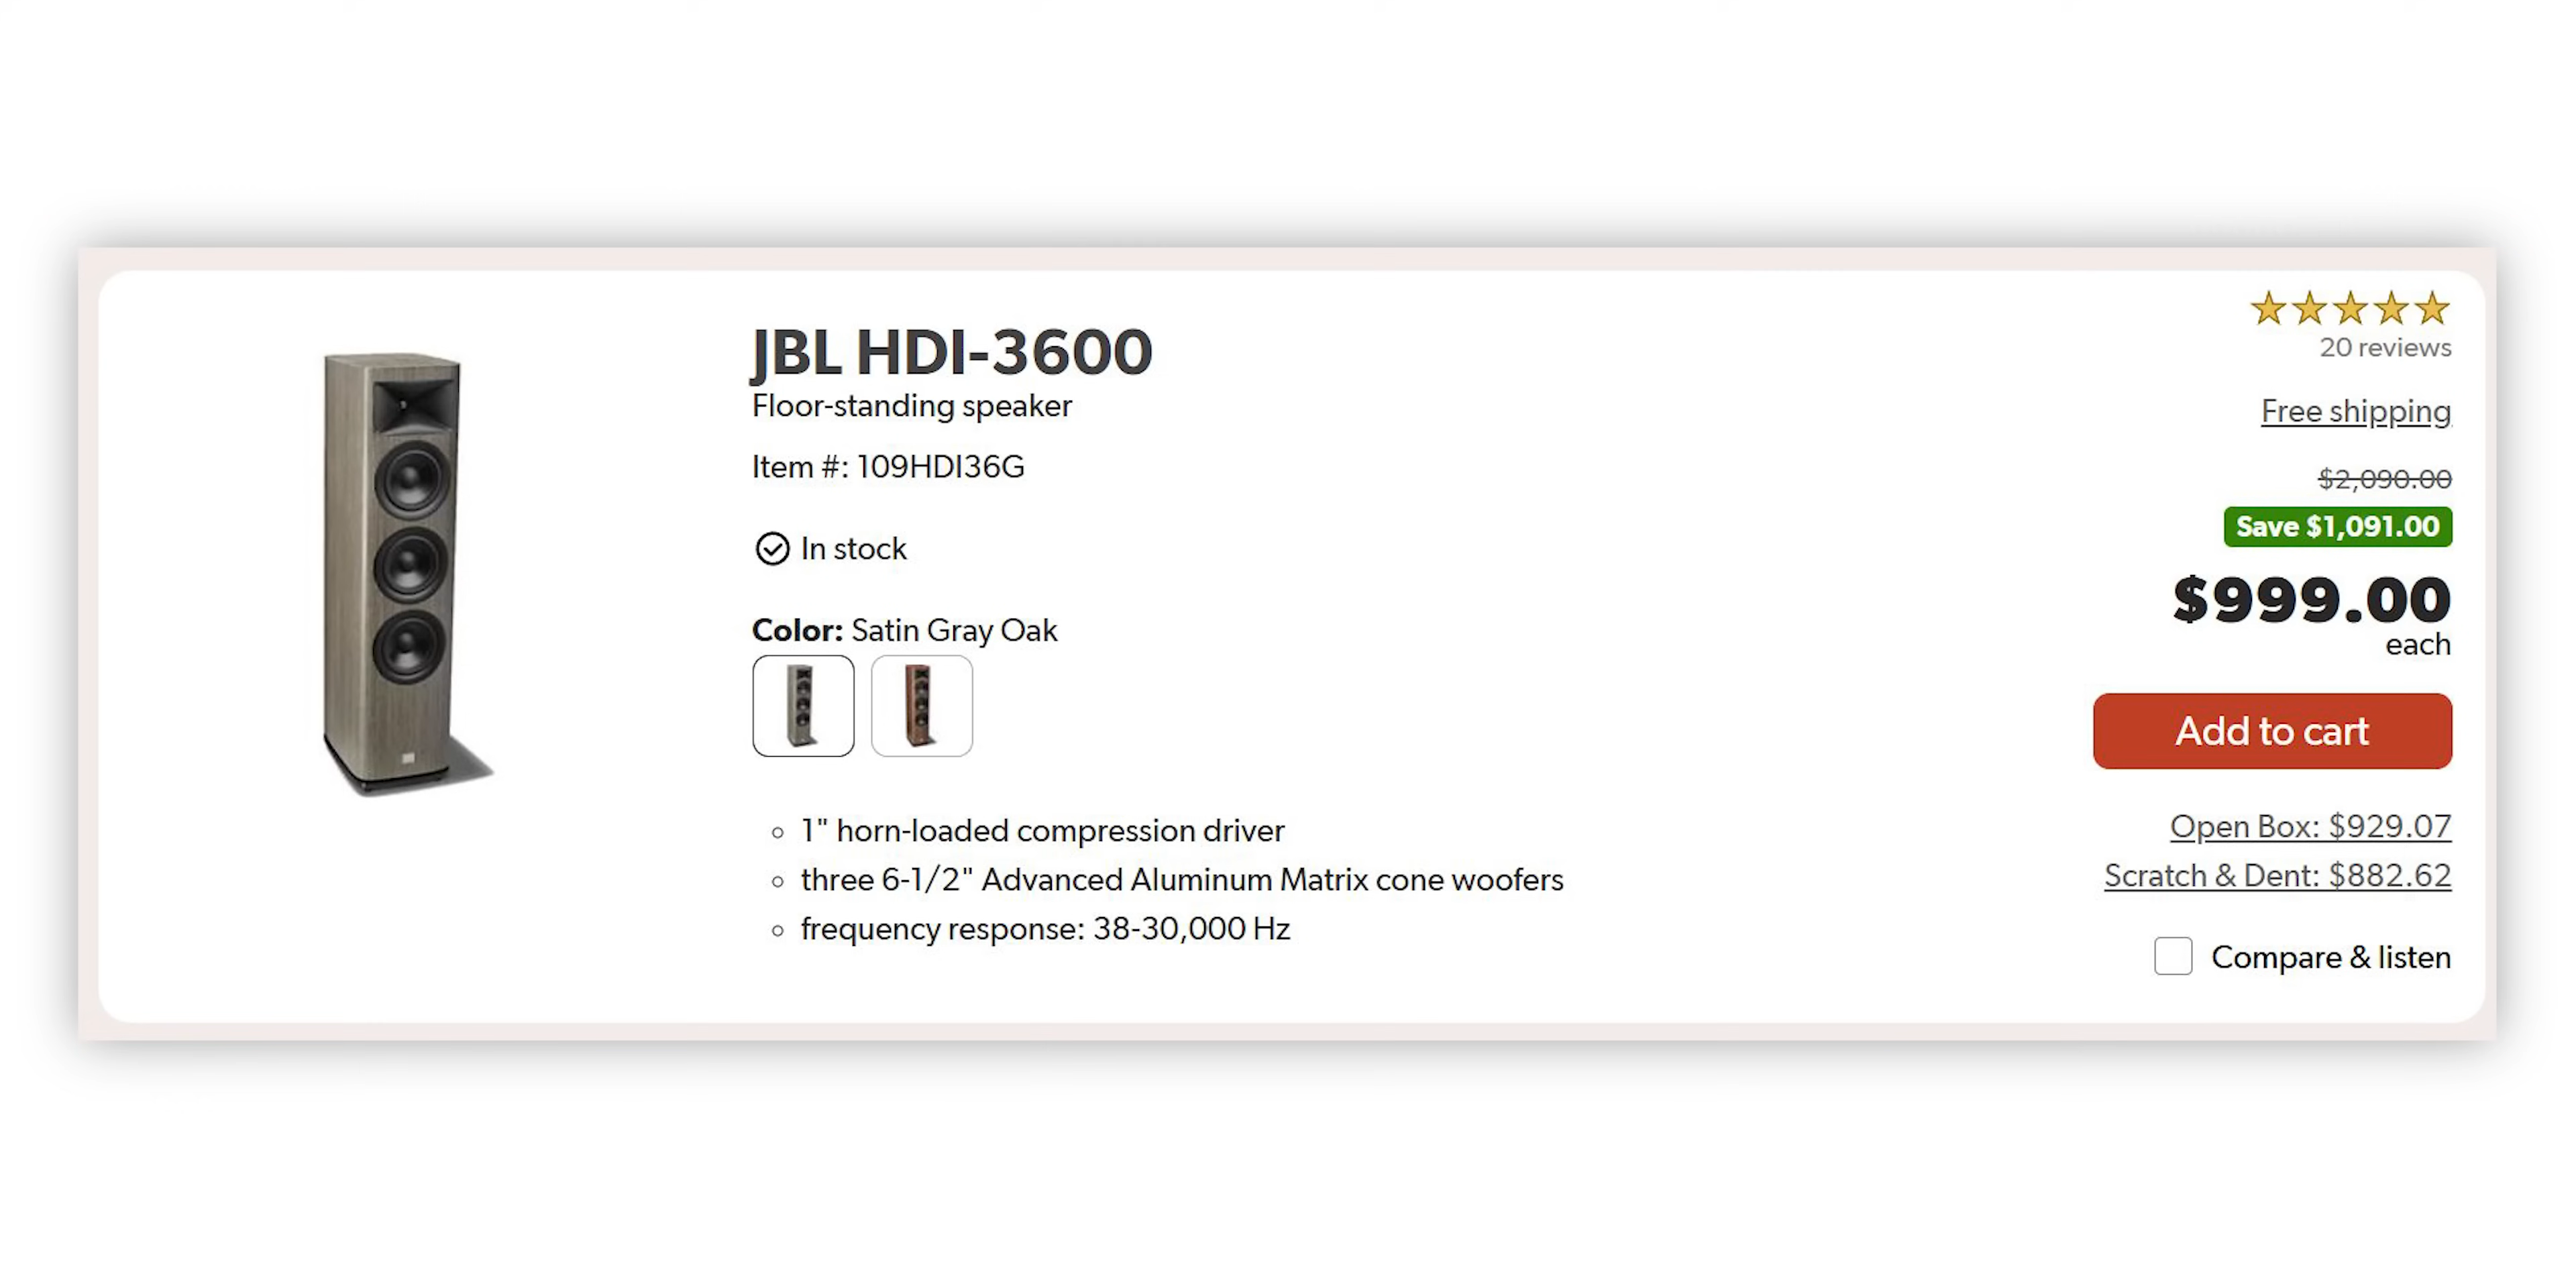 JBL HDI-3600
Floor-standing speaker
Item #: 109HDI36G
In stock
Color: Satin Gray Oak
1" horn-loaded compression driver
three 6-1/2" Advanced Aluminum Matrix cone woofers
frequency response: 38-30,000 Hz
20 reviews
Free shipping
$2,090.00
Save $1,091.00
$999.00
each
Add to cart
Open Box: $929.07
Scratch & Dent: $882.62
Compare & listen